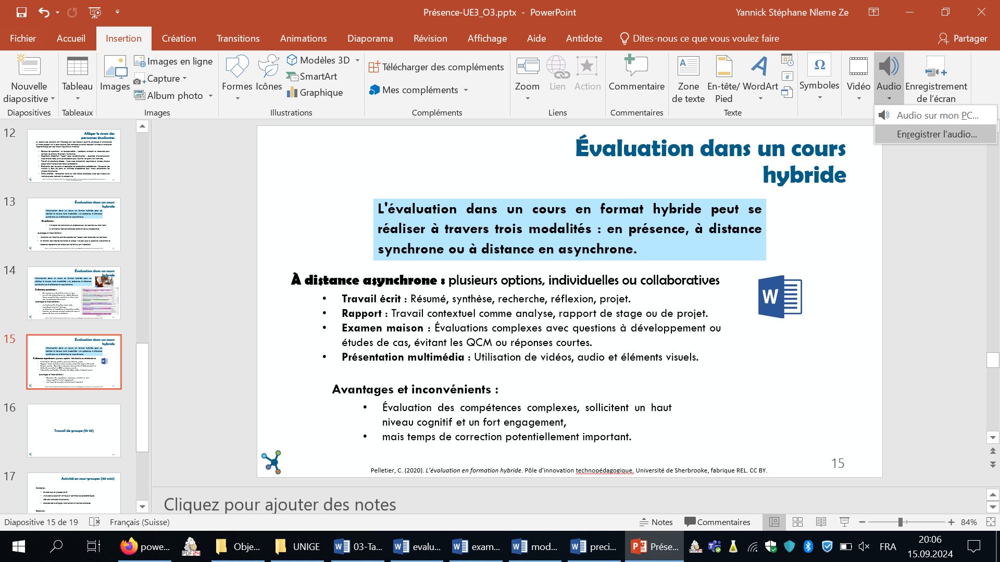 Présence-UE3_O3.pptx - PowerPoint
Yannick Stéphane Nleme Ze
Fichier
Accueil
Insertion
Création
Transitions
Animations
Diaporama
Révision
Affichage
Aide
Antidote
Dites-nous ce que vous voulez faire
Partager
Nouvelle
diapositive
Diapositives
Tableau
Tableaux
Images
Images en ligne
Capture
Album photo
Images
Formes
Icônes
Modèles 3D
SmartArt
Graphique
Illustrations
Télécharger des compléments
Mes compléments
Compléments
Zoom
Lien
Action
Liens
Commentaire
Commentaires
Zone
de texte
En-tête/
Pied
WordArt
Texte
Symboles
Vidéo
Audio
Enregistrement
de l'écran
Audio sur mon PC...
Enregistrer l'audio...
12
Alléger le stress des
personnes étudiantes
13
Évaluation dans un cours
hybride
14
Évaluation dans un cours
hybride
15
Évaluation dans un cours
hybride
16
Travail de groupe (1h 10)
17
Activité en sous-groupes (30 min)
Évaluation dans un cours
hybride
L'évaluation dans un cours en format hybride peut se
réaliser à travers trois modalités : en présence, à distance
synchrone ou à distance en asynchrone.
À distance asynchrone : plusieurs options, individuelles ou collaboratives
• Travail écrit : Résumé, synthèse, recherche, réflexion, projet.
• Rapport : Travail contextuel comme analyse, rapport de stage ou de projet.
• Examen maison : Évaluations complexes avec questions à développement ou
études de cas, évitant les QCM ou réponses courtes.
• Présentation multimédia : Utilisation de vidéos, audio et éléments visuels.
Avantages et inconvénients :
• Évaluation des compétences complexes, sollicitent un haut
niveau cognitif et un fort engagement,
• mais temps de correction potentiellement important.
Pelletier, C. (2020). L'évaluation en formation hybride. Pôle d'innovation technopédagogique. Université de Sherbrooke, fabrique REL. CC BY.
15
Cliquez pour ajouter des notes
Diapositive 15 de 19
Français (Suisse)
Notes
Commentaires
84%
powe...
PDF24
Obje...
UNIGE
03-Ta...
evalu...
exam...
mod...
preci...
Prése...
FRA
20:06
15.09.2024